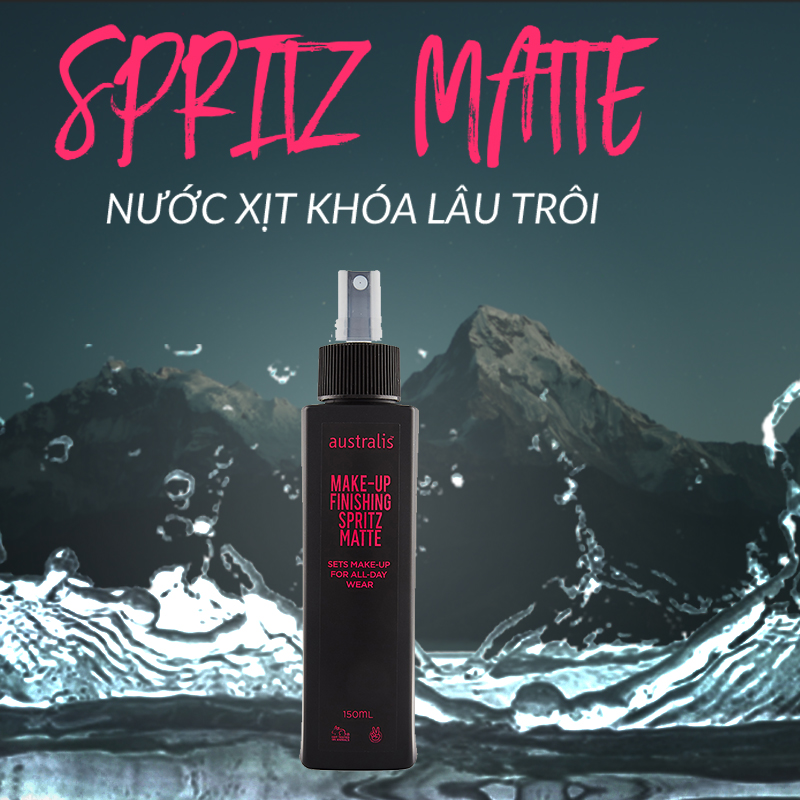 SPRITZ MATTE
NƯỚC XỊT KHÓA LÂU TRÔI
australis
MAKE-UP
FINISHING
SPRITZ
MATTE
SETS MAKE-UP
FOR ALL-DAY
WEAR
150ML